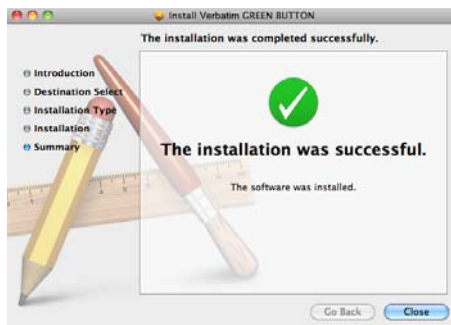 Install Verbatim GREEN BUTTON
The installation was completed successfully.
Introduction
Destination Select
Installation Type
Installation
Summary
The installation was successful.
The software was installed.
Go Back
Close